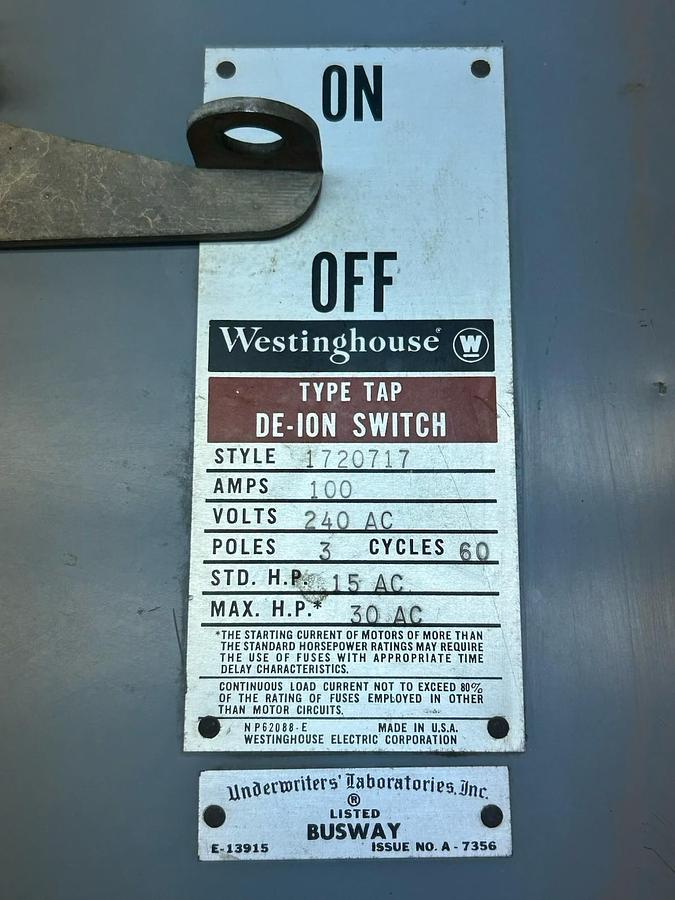 ON
OFF
Westinghouse® W
TYPE TAP
DE-ION SWITCH
STYLE 1720717
AMPS 100
VOLTS 240 AC
POLES 3 CYCLES 60
STD. H.P. 15 AC
MAX. H.P.* 30 AC
*THE STARTING CURRENT OF MOTORS OF MORE THAN
THE STANDARD HORSEPOWER RATINGS MAY REQUIRE
THE USE OF FUSES WITH APPROPRIATE TIME
DELAY CHARACTERISTICS.
CONTINUOUS LOAD CURRENT NOT TO EXCEED 80%
OF THE RATING OF FUSES EMPLOYED IN OTHER
THAN MOTOR CIRCUITS.
NP62088-E MADE IN U.S.A.
WESTINGHOUSE ELECTRIC CORPORATION
Underwriters' Laboratories, Inc.
®
LISTED
BUSWAY
E-13915 ISSUE NO. A-7356